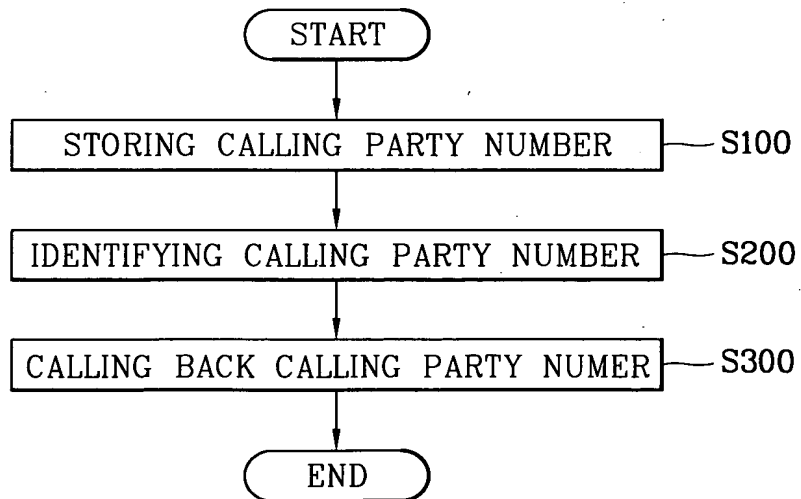 START
STORING CALLING PARTY NUMBER S100
IDENTIFYING CALLING PARTY NUMBER S200
CALLING BACK CALLING PARTY NUMER S300
END